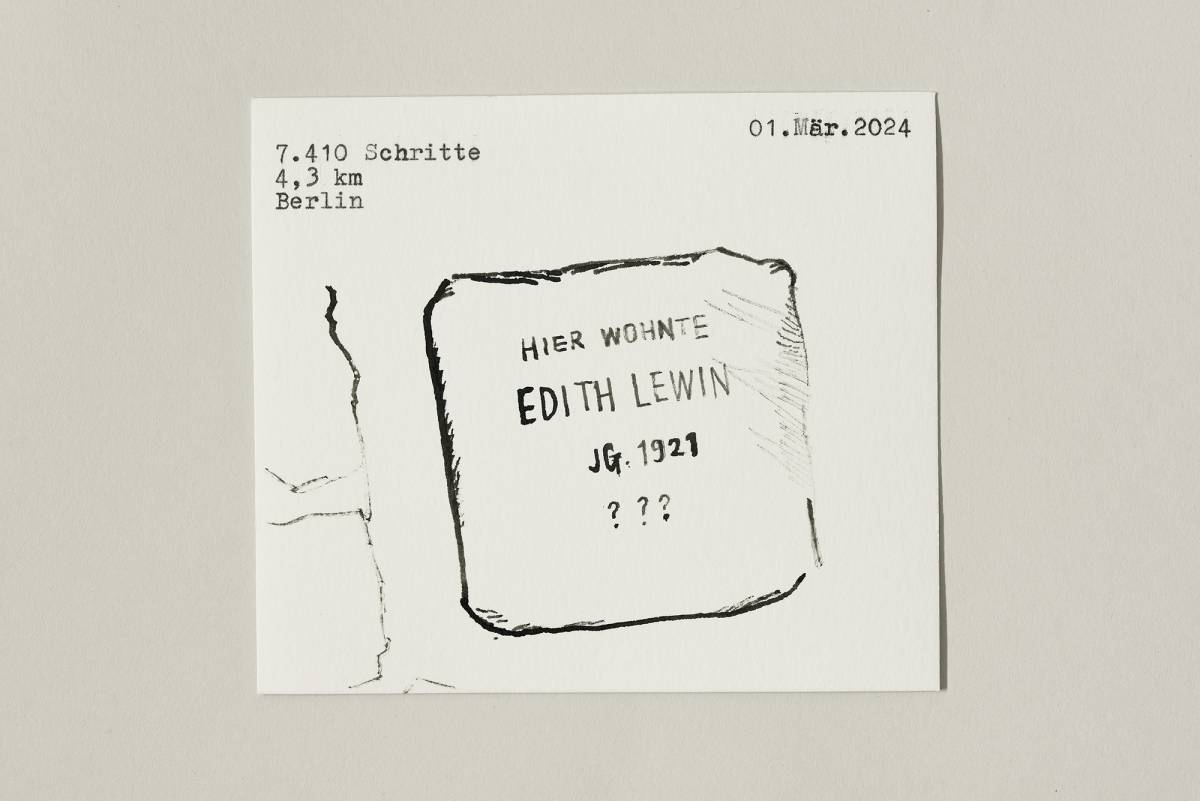 01.Mär.2024
7.410 Schritte
4,3 km
Berlin
HIER WOHNTE
EDITH LEWIN
JG. 1921
? ? ?